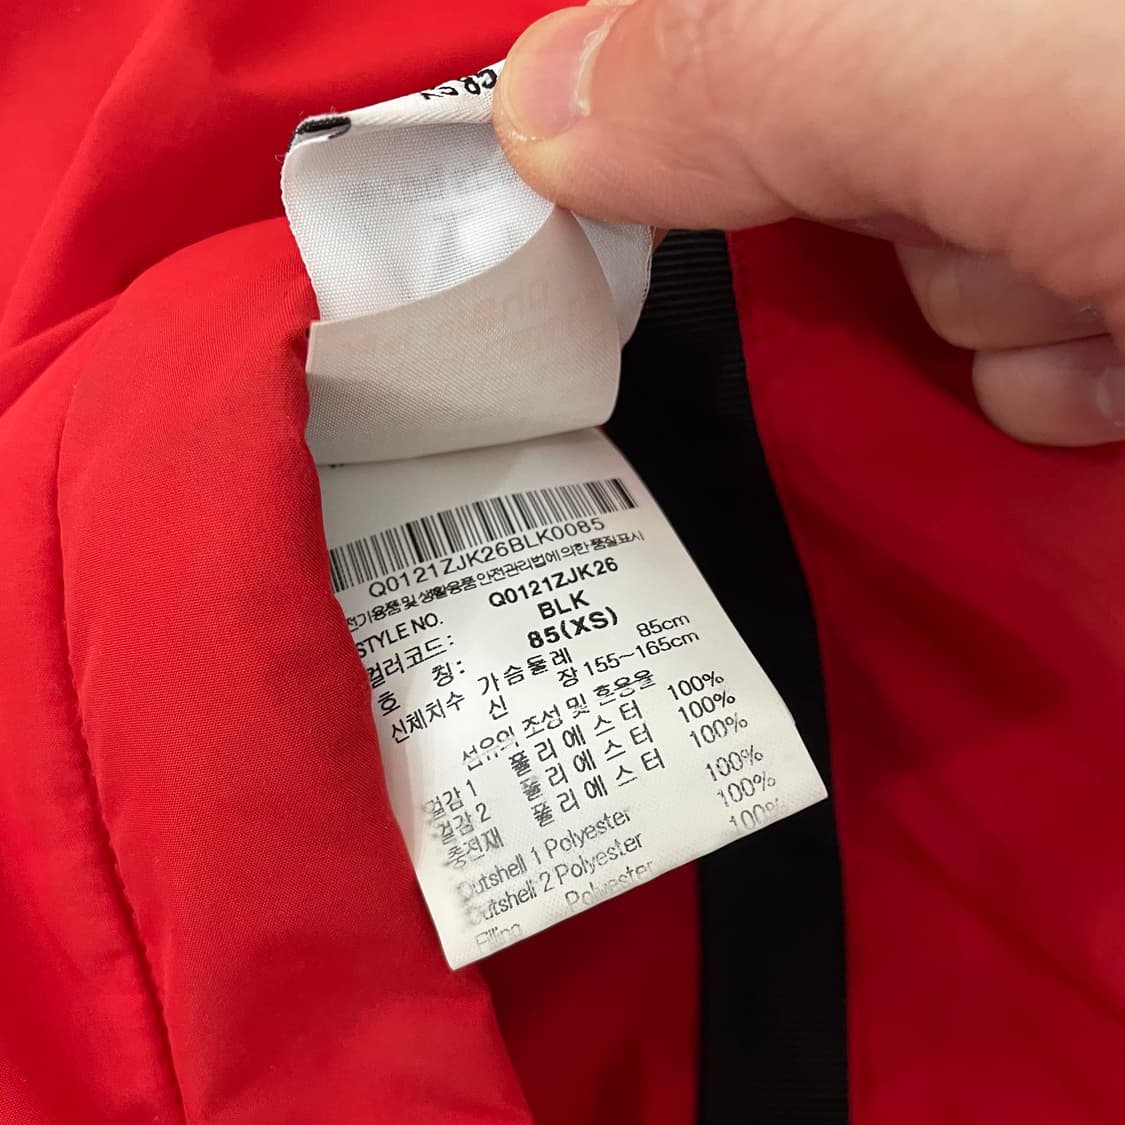 Q0121ZJK26BLK0085
전기용품 및 생활용품 안전관리법에 의한 품질표시
STYLE NO. Q0121ZJK26
컬러코드: BLK
호 칭: 85(XS)
신체치수 가슴둘레 85cm
신 장 155~165cm
섬유의 조성 및 혼용율
겉감 1 폴리에스터 100%
겉감 2 폴리에스터 100%
충전재 폴리에스터 100%
Outshell 1 Polyester 100%
Outshell 2 Polyester 100%
Filling Polyester 100%